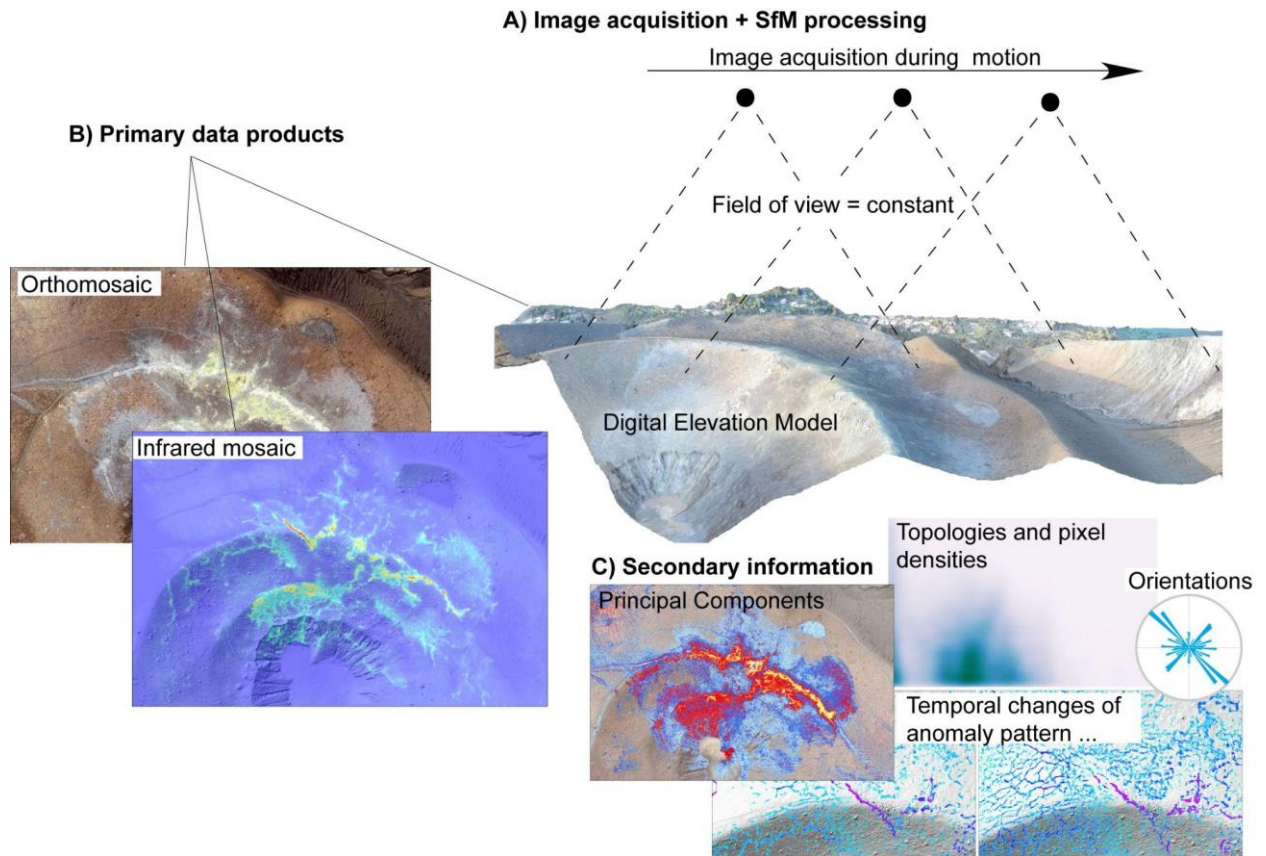 A) Image acquisition + SfM processing
Image acquisition during motion
B) Primary data products
Field of view = constant
Orthomosaic
Digital Elevation Model
Infrared mosaic
C) Secondary information
Principal Components
Topologies and pixel
densities
Orientations
Temporal changes of
anomaly pattern ...